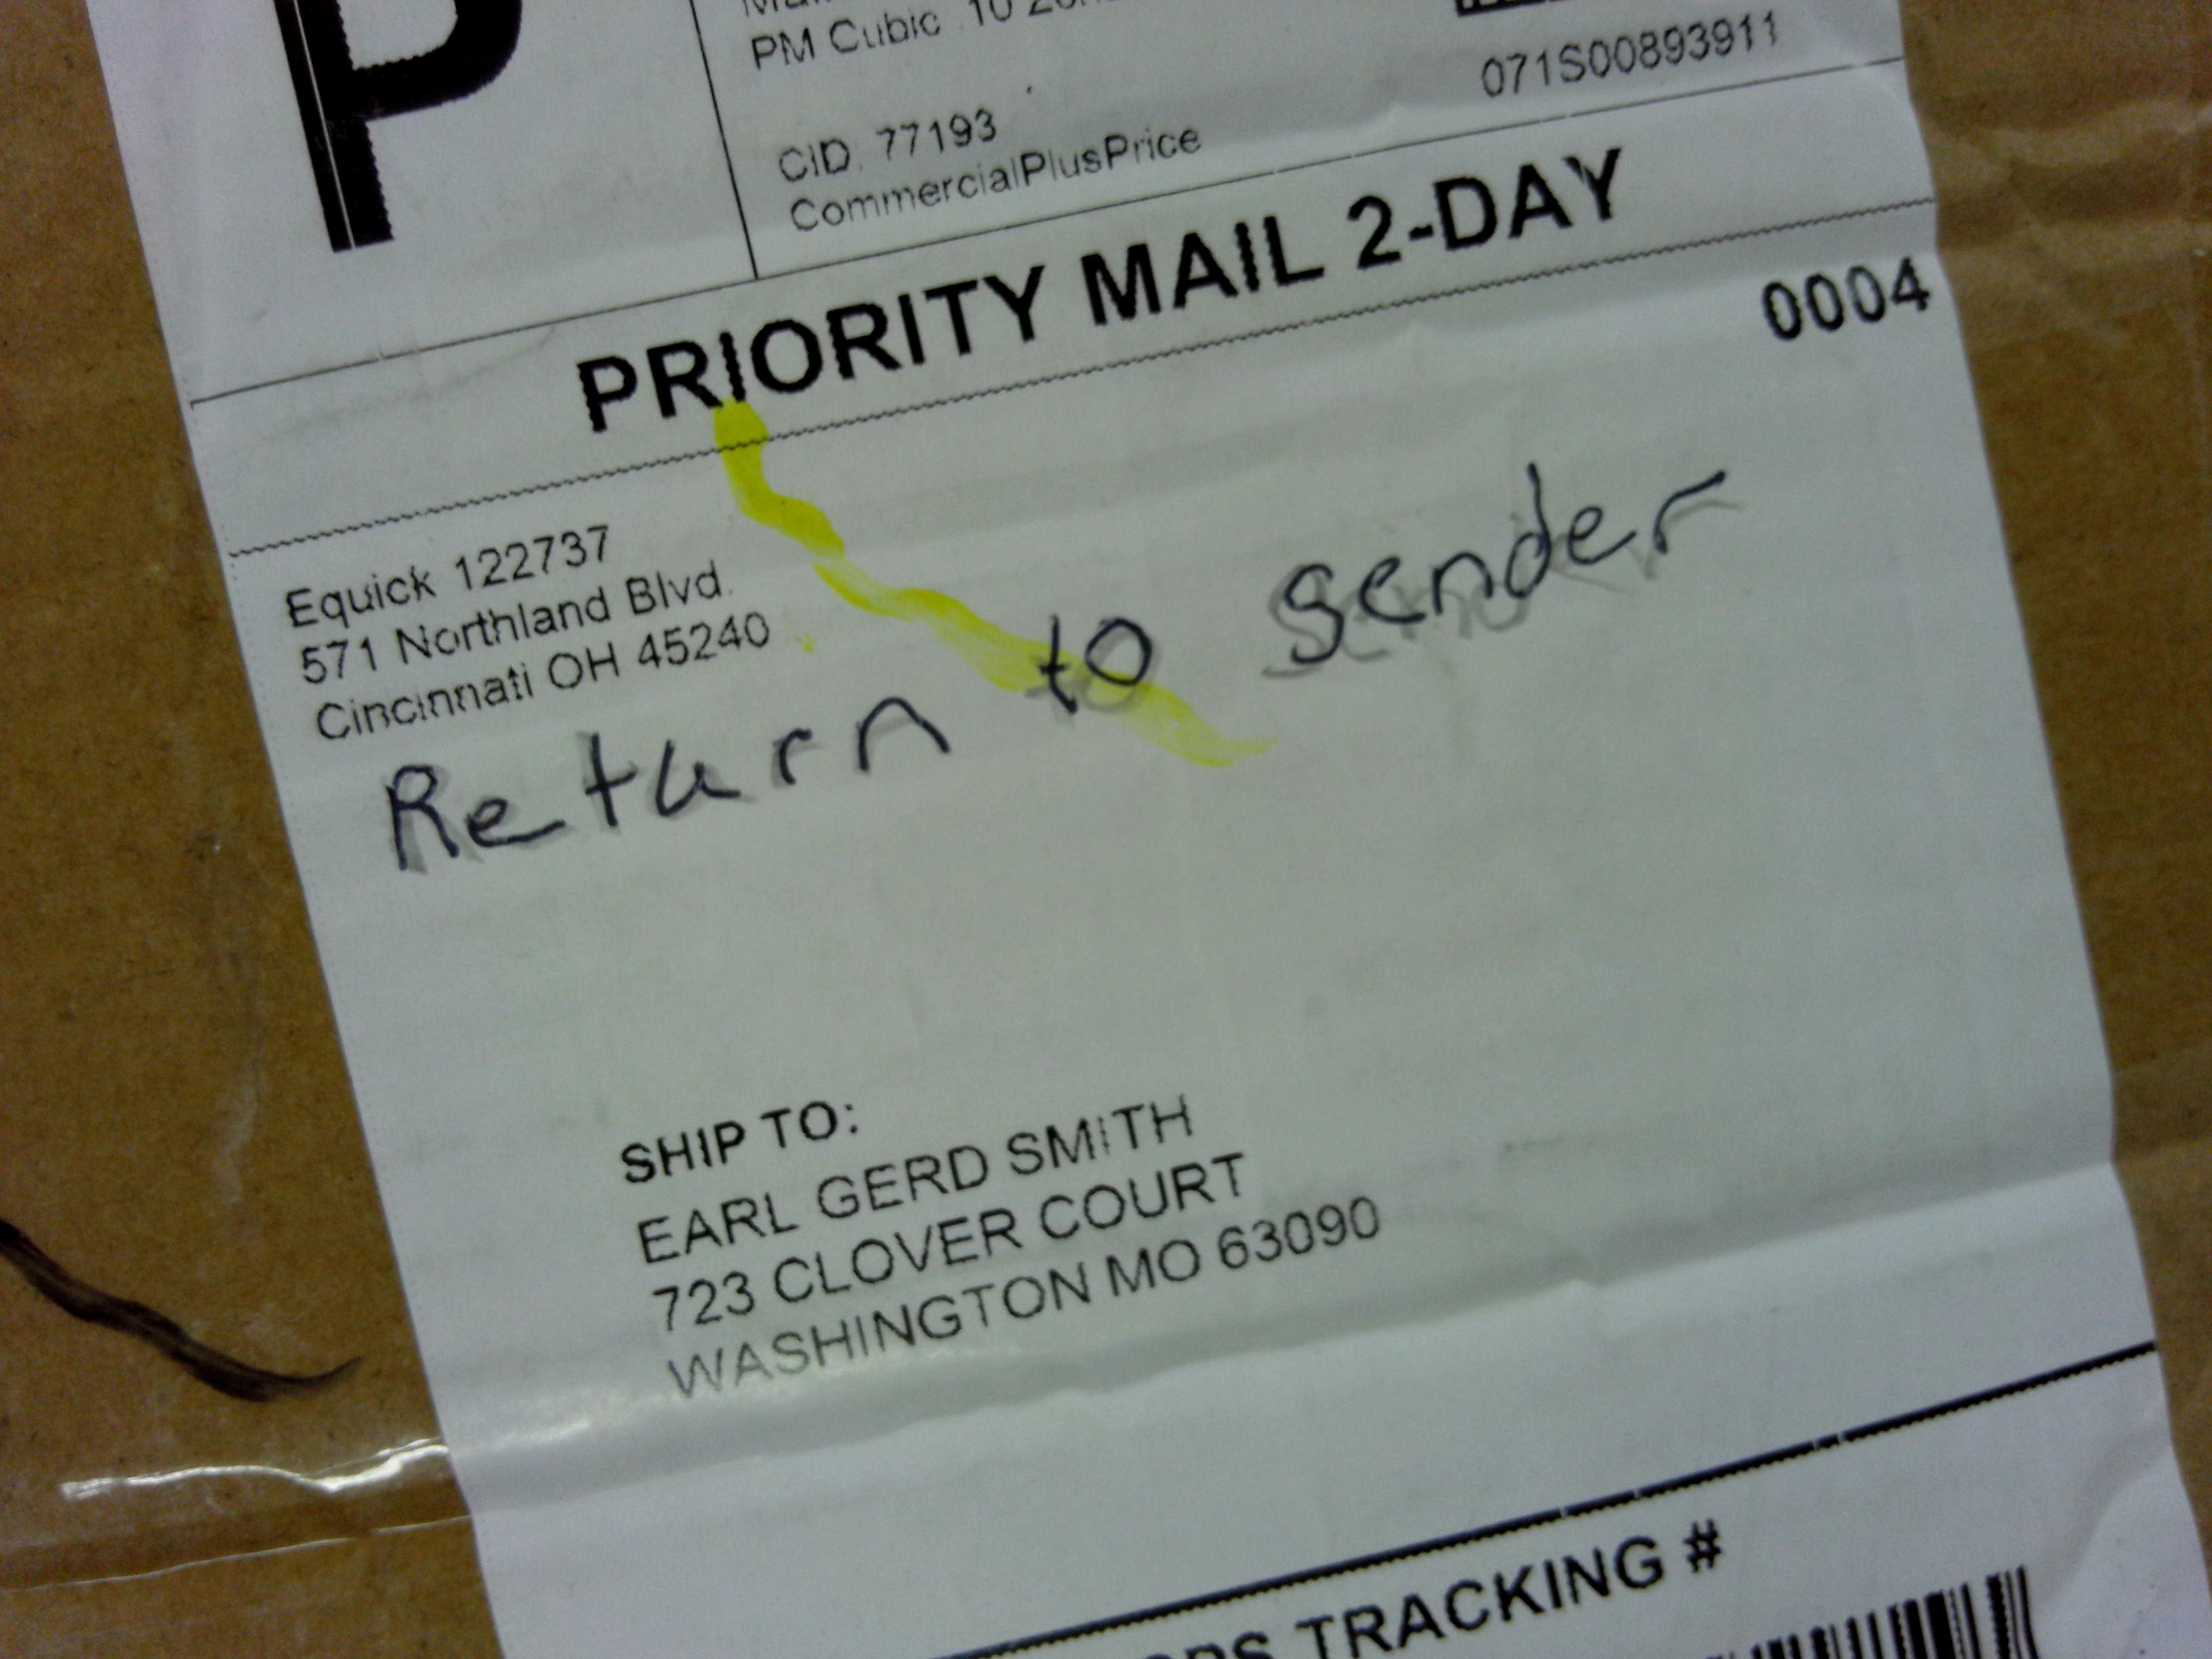 P
PM Cubic 10
071S00893911
CID. 77193
CommercialPlusPrice
PRIORITY MAIL 2-DAY
0004
Equick 122737
571 Northland Blvd.
Cincinnati OH 45240
Return to sender
SHIP TO:
EARL GERD SMITH
723 CLOVER COURT
WASHINGTON MO 63090
TRACKING #